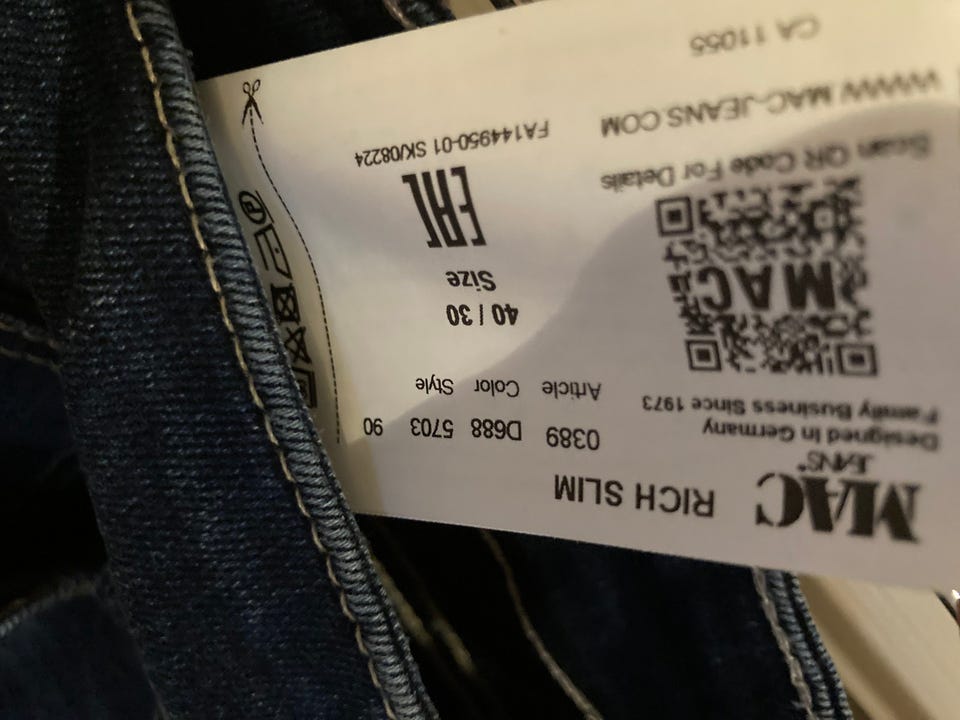 MAC
JEANS®
RICH SLIM
Designed In Germany
Family Business Since 1973
0389 D688 5703 90
Article Color Style
MAC
40 / 30
Size
EAC
Scan QR Code For Details
WWW.MAC-JEANS.COM
FA144950-01 SK/08224
CA 11055
P